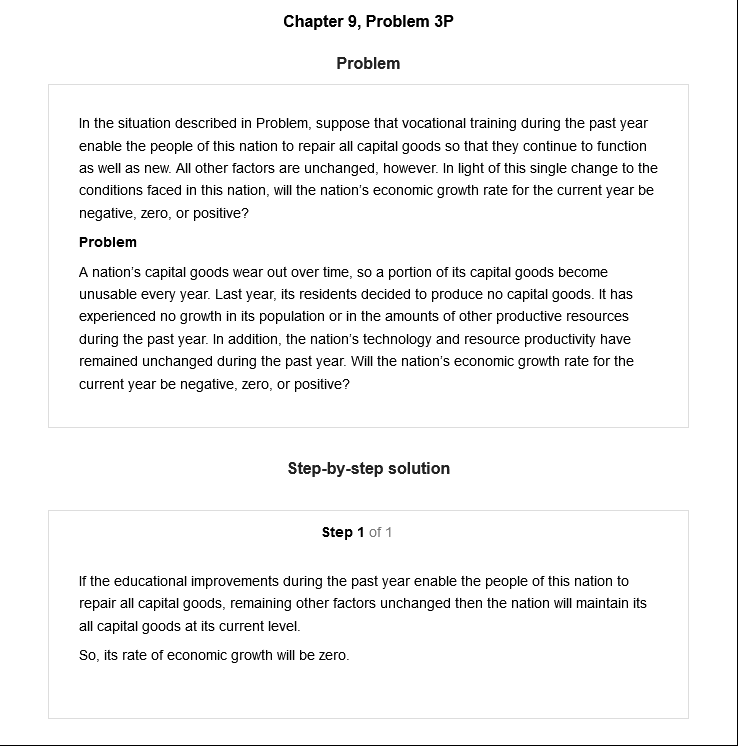 Chapter 9, Problem 3P
Problem
In the situation described in Problem, suppose that vocational training during the past year
enable the people of this nation to repair all capital goods so that they continue to function
as well as new. All other factors are unchanged, however. In light of this single change to the
conditions faced in this nation, will the nation's economic growth rate for the current year be
negative, zero, or positive?
Problem
A nation's capital goods wear out over time, so a portion of its capital goods become
unusable every year. Last year, its residents decided to produce no capital goods. It has
experienced no growth in its population or in the amounts of other productive resources
during the past year. In addition, the nation's technology and resource productivity have
remained unchanged during the past year. Will the nation's economic growth rate for the
current year be negative, zero, or positive?
Step-by-step solution
Step 1 of 1
If the educational improvements during the past year enable the people of this nation to
repair all capital goods, remaining other factors unchanged then the nation will maintain its
all capital goods at its current level.
So, its rate of economic growth will be zero.